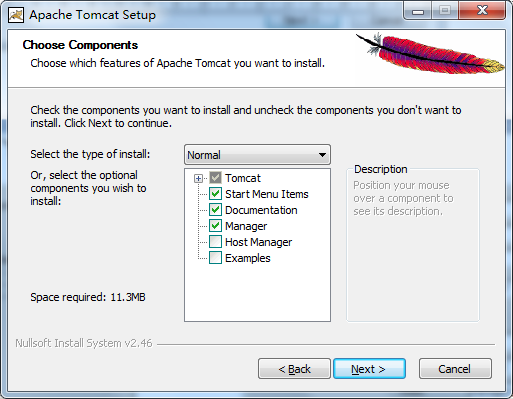 Apache Tomcat Setup
Choose Components
Choose which features of Apache Tomcat you want to install.
Check the components you want to install and uncheck the components you don't want to
install. Click Next to continue.
Select the type of install:
Normal
Or, select the optional
components you wish to
install:
Tomcat
Start Menu Items
Documentation
Manager
Host Manager
Examples
Description
Position your mouse
over a component to
see its description.
Space required: 11.3MB
Nullsoft Install System v2.46
< Back
Next >
Cancel